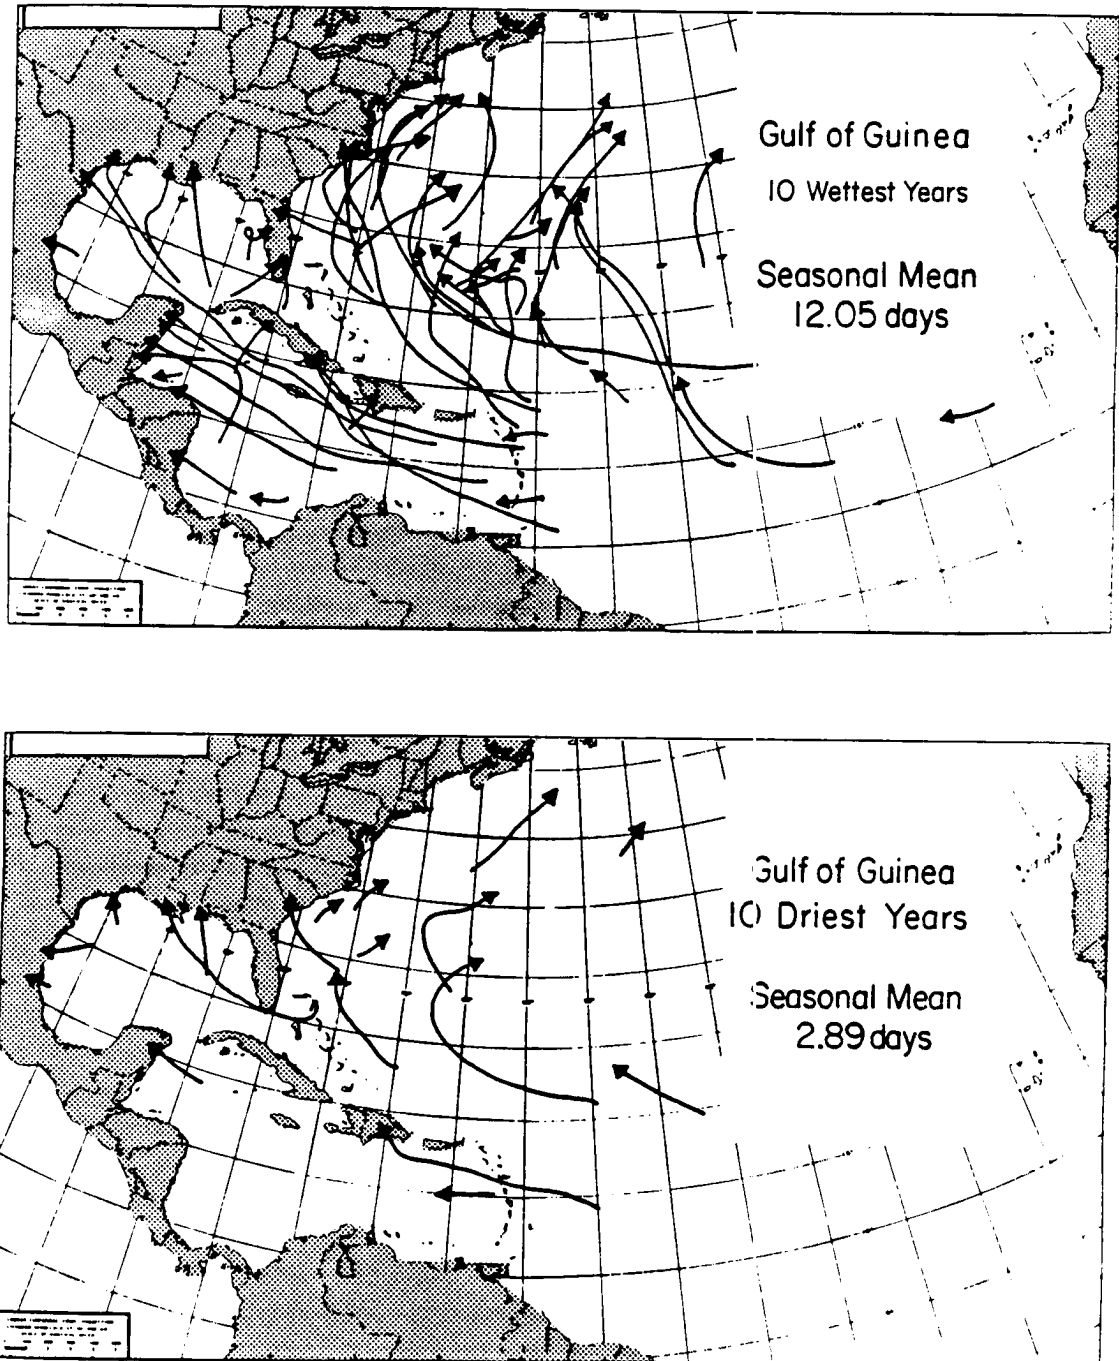 Gulf of Guinea
10 Wettest Years
Seasonal Mean
12.05 days
Gulf of Guinea
10 Driest Years
Seasonal Mean
2.89 days